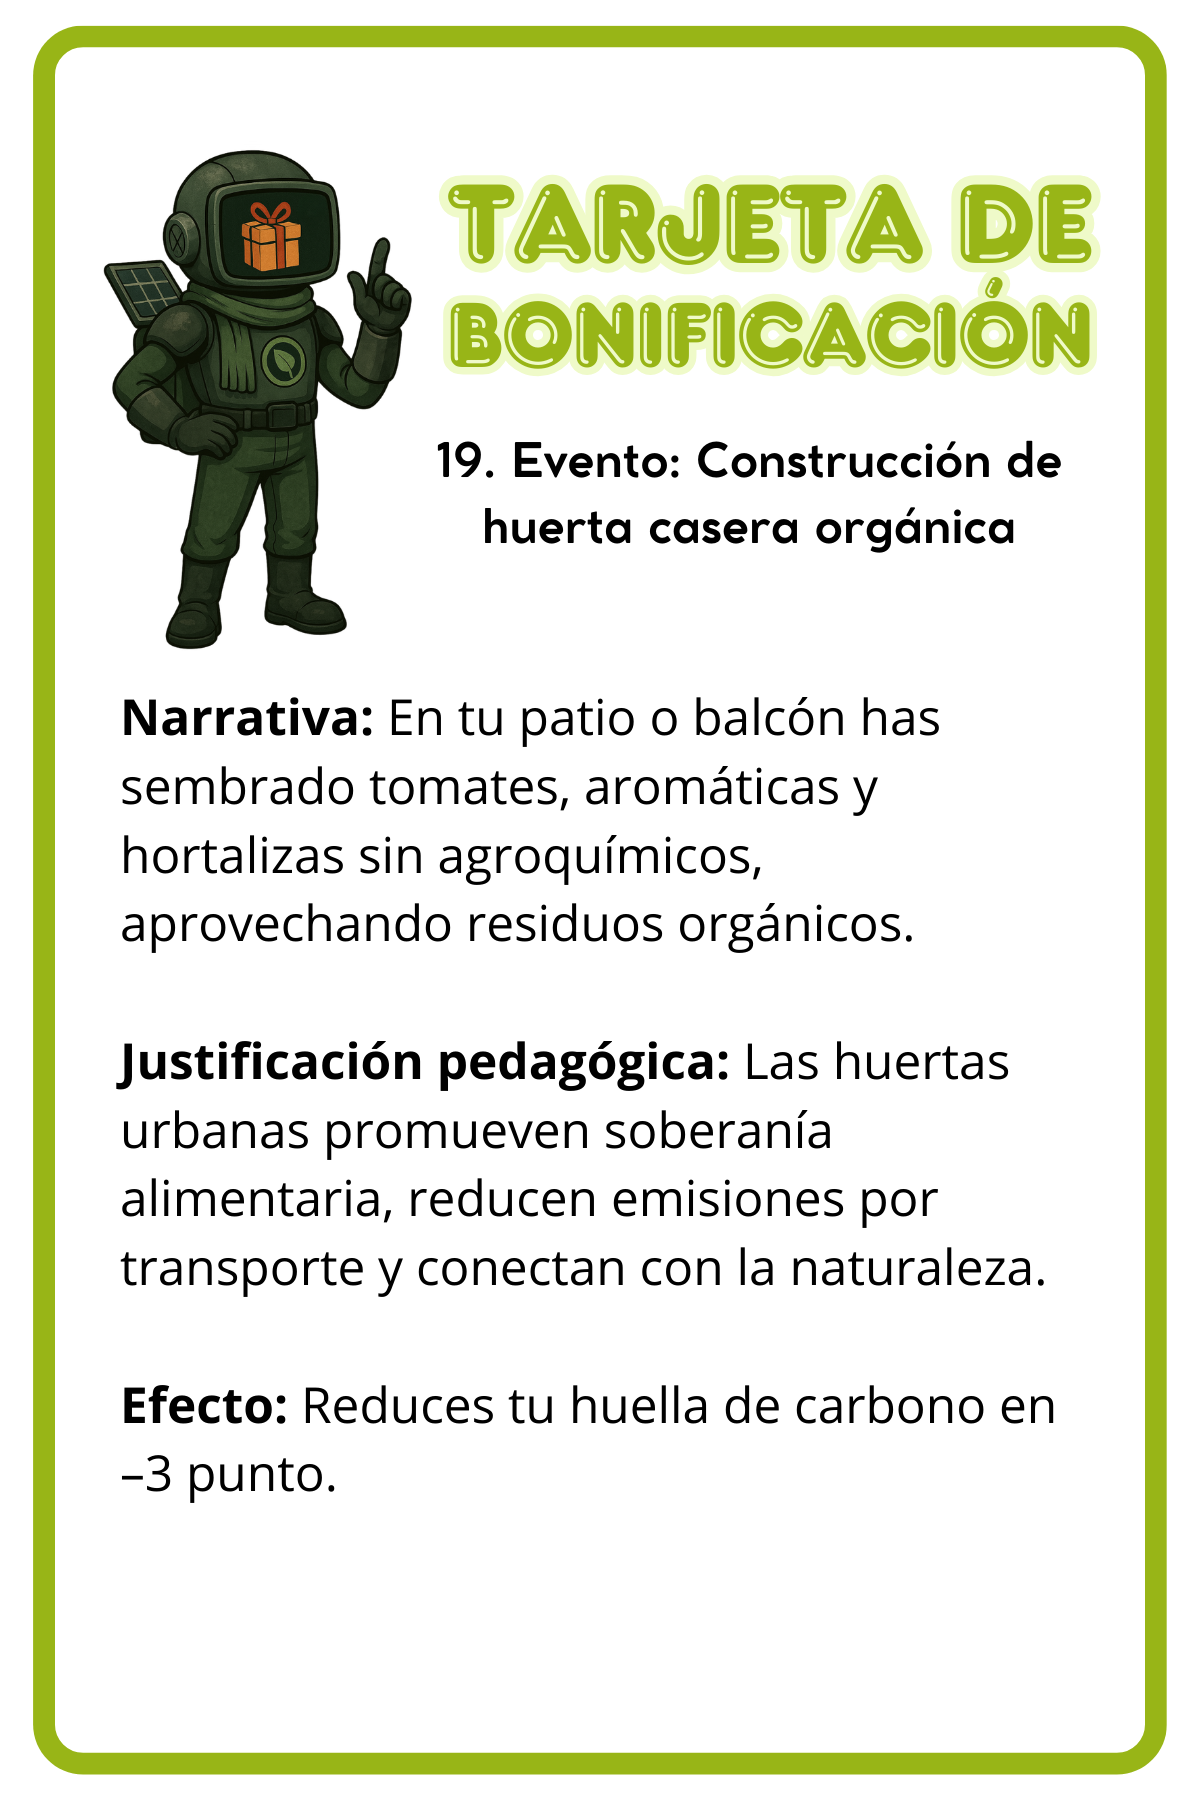 TARJETA DE
BONIFICACIÓN
19. Evento: Construcción de
huerta casera orgánica
Narrativa: En tu patio o balcón has
sembrado tomates, aromáticas y
hortalizas sin agroquímicos,
aprovechando residuos orgánicos.
Justificación pedagógica: Las huertas
urbanas promueven soberanía
alimentaria, reducen emisiones por
transporte y conectan con la naturaleza.
Efecto: Reduces tu huella de carbono en
–3 punto.